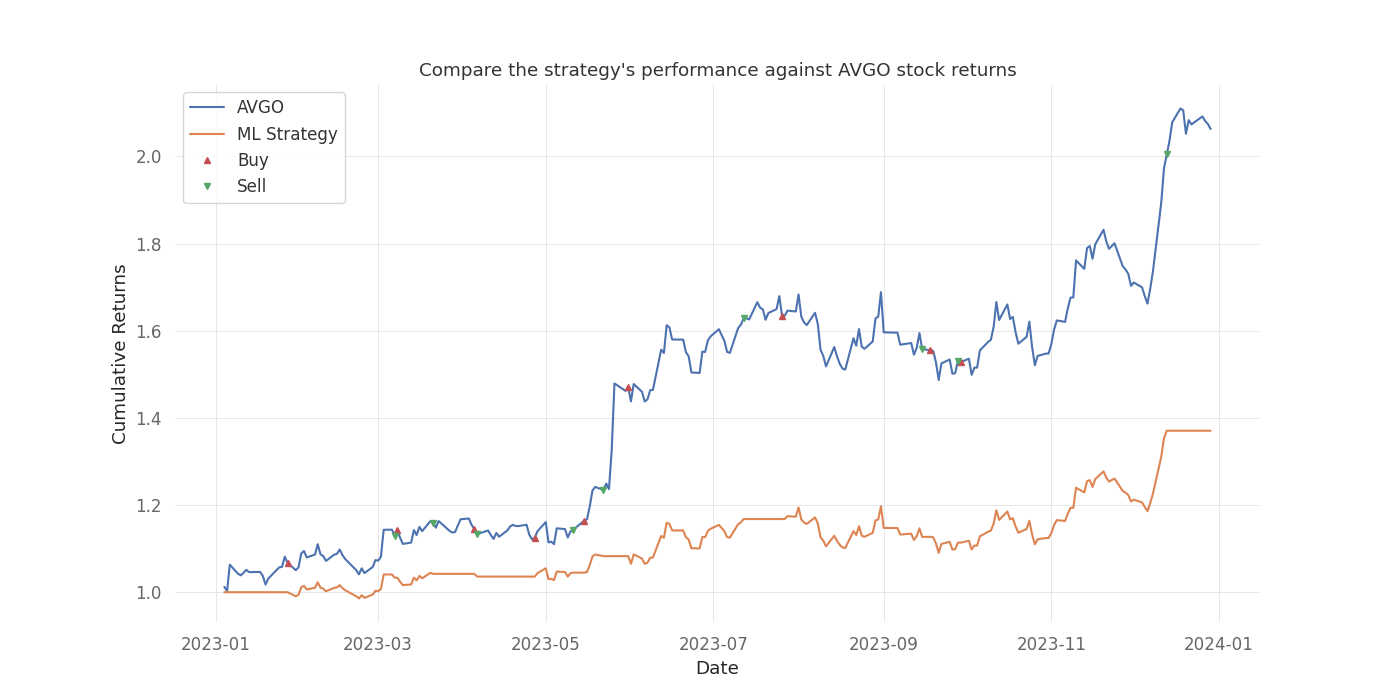 Compare the strategy's performance against AVGO stock returns
AVGO
ML Strategy
Buy
Sell
Cumulative Returns
2.0
1.8
1.6
1.4
1.2
1.0
2023-01
2023-03
2023-05
2023-07
2023-09
2023-11
2024-01
Date